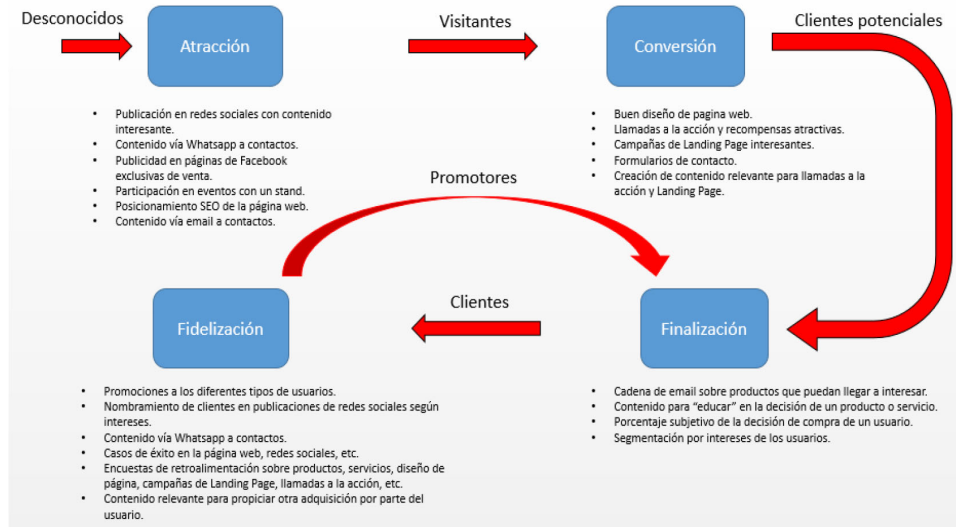 Desconocidos
Atracción
Visitantes
Conversión
Clientes potenciales
• Publicación en redes sociales con contenido
interesante.
• Contenido vía Whatsapp a contactos.
• Publicidad en páginas de Facebook
exclusivas de venta.
• Participación en eventos con un stand.
• Posicionamiento SEO de la página web.
• Contenido vía email a contactos.
• Buen diseño de pagina web.
• Llamadas a la acción y recompensas atractivas.
• Campañas de Landing Page interesantes.
• Formularios de contacto.
• Creación de contenido relevante para llamadas a la
acción y Landing Page.
Promotores
Fidelización
Clientes
Finalización
• Promociones a los diferentes tipos de usuarios.
• Nombramiento de clientes en publicaciones de redes sociales según
intereses.
• Contenido vía Whatsapp a contactos.
• Casos de éxito en la página web, redes sociales, etc.
• Encuestas de retroalimentación sobre productos, servicios, diseño de
página, campañas de Landing Page, llamadas a la acción, etc.
• Contenido relevante para propiciar otra adquisición por parte del
usuario.
• Cadena de email sobre productos que puedan llegar a interesar.
• Contenido para “educar” en la decisión de un producto o servicio.
• Porcentaje subjetivo de la decisión de compra de un usuario.
• Segmentación por intereses de los usuarios.